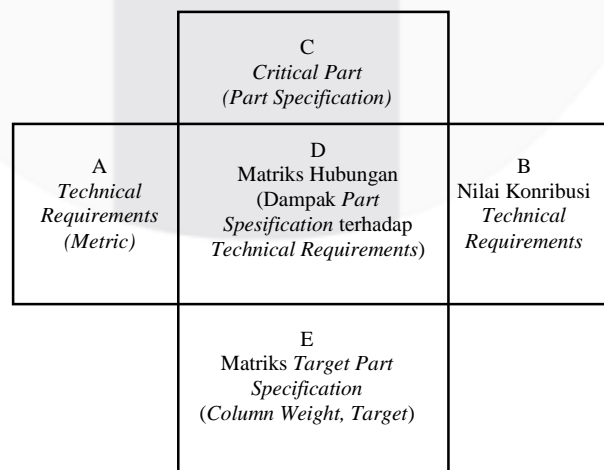 C
Critical Part
(Part Specification)
A
Technical
Requirements
(Metric)
D
Matriks Hubungan
(Dampak Part
Spesification terhadap
Technical Requirements)
B
Nilai Konribusi
Technical
Requirements
E
Matriks Target Part
Specification
(Column Weight, Target)